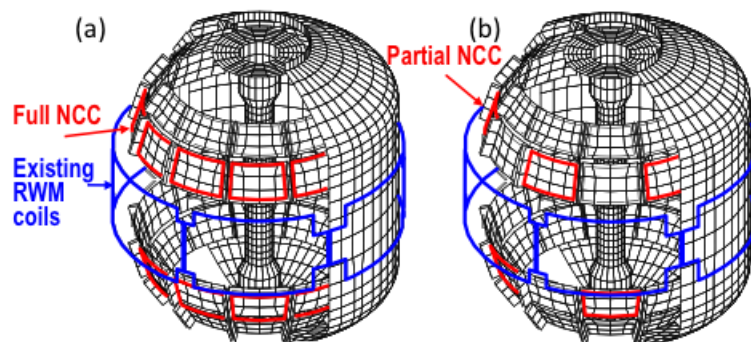 (a)
Full NCC
Existing
RWM
coils
(b)
Partial NCC